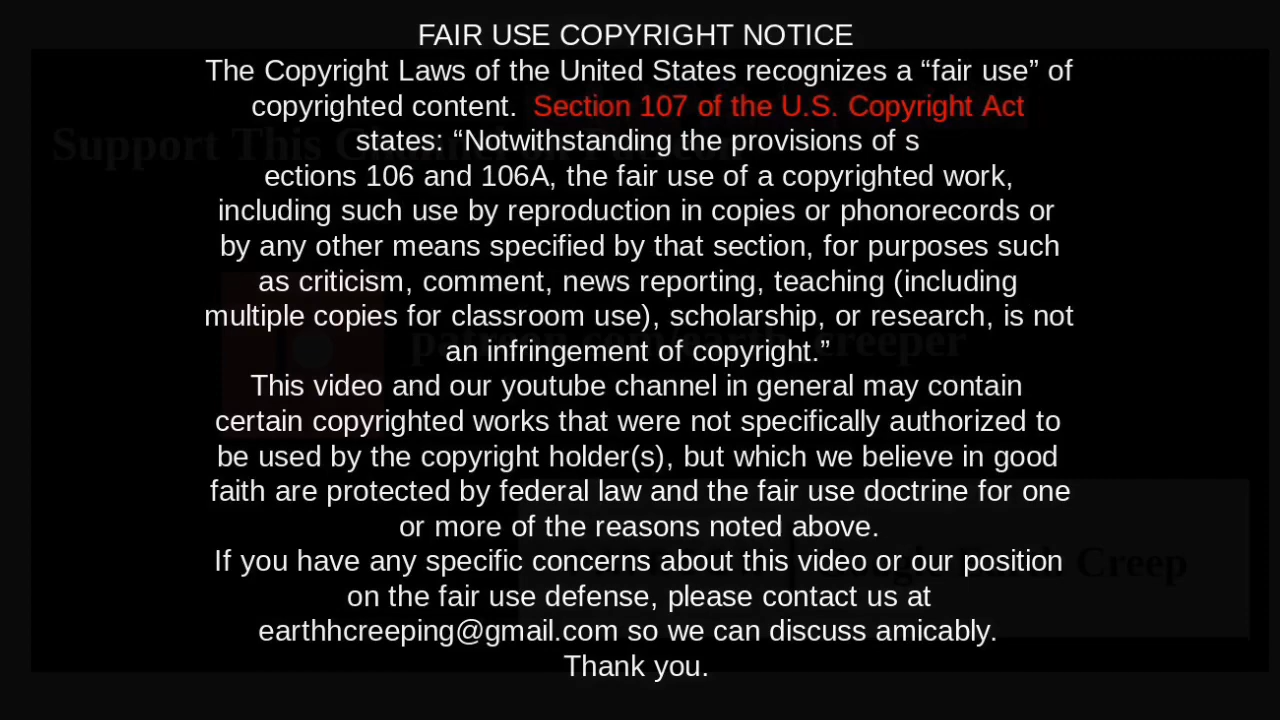 FAIR USE COPYRIGHT NOTICE
The Copyright Laws of the United States recognizes a “fair use” of
copyrighted content. Section 107 of the U.S. Copyright Act
states: “Notwithstanding the provisions of s
ections 106 and 106A, the fair use of a copyrighted work,
including such use by reproduction in copies or phonorecords or
by any other means specified by that section, for purposes such
as criticism, comment, news reporting, teaching (including
multiple copies for classroom use), scholarship, or research, is not
an infringement of copyright.”
This video and our youtube channel in general may contain
certain copyrighted works that were not specifically authorized to
be used by the copyright holder(s), but which we believe in good
faith are protected by federal law and the fair use doctrine for one
or more of the reasons noted above.
If you have any specific concerns about this video or our position
on the fair use defense, please contact us at
earthhcreeping@gmail.com so we can discuss amicably.
Thank you.
Support This
Creep